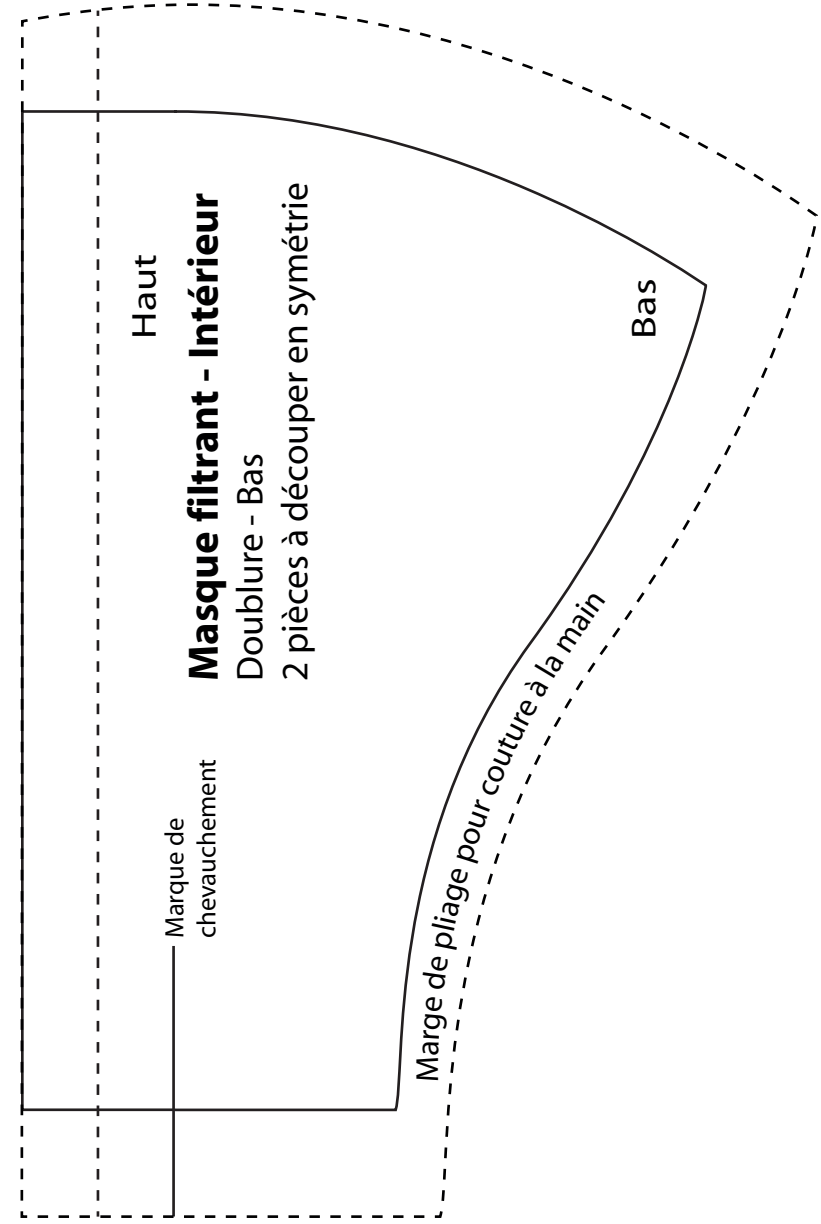 Haut
Masque filtrant - Intérieur
Doublure - Bas
2 pièces à découper en symétrie
Marque de
chevauchement
Marge de pliage pour couture à la main
Bas